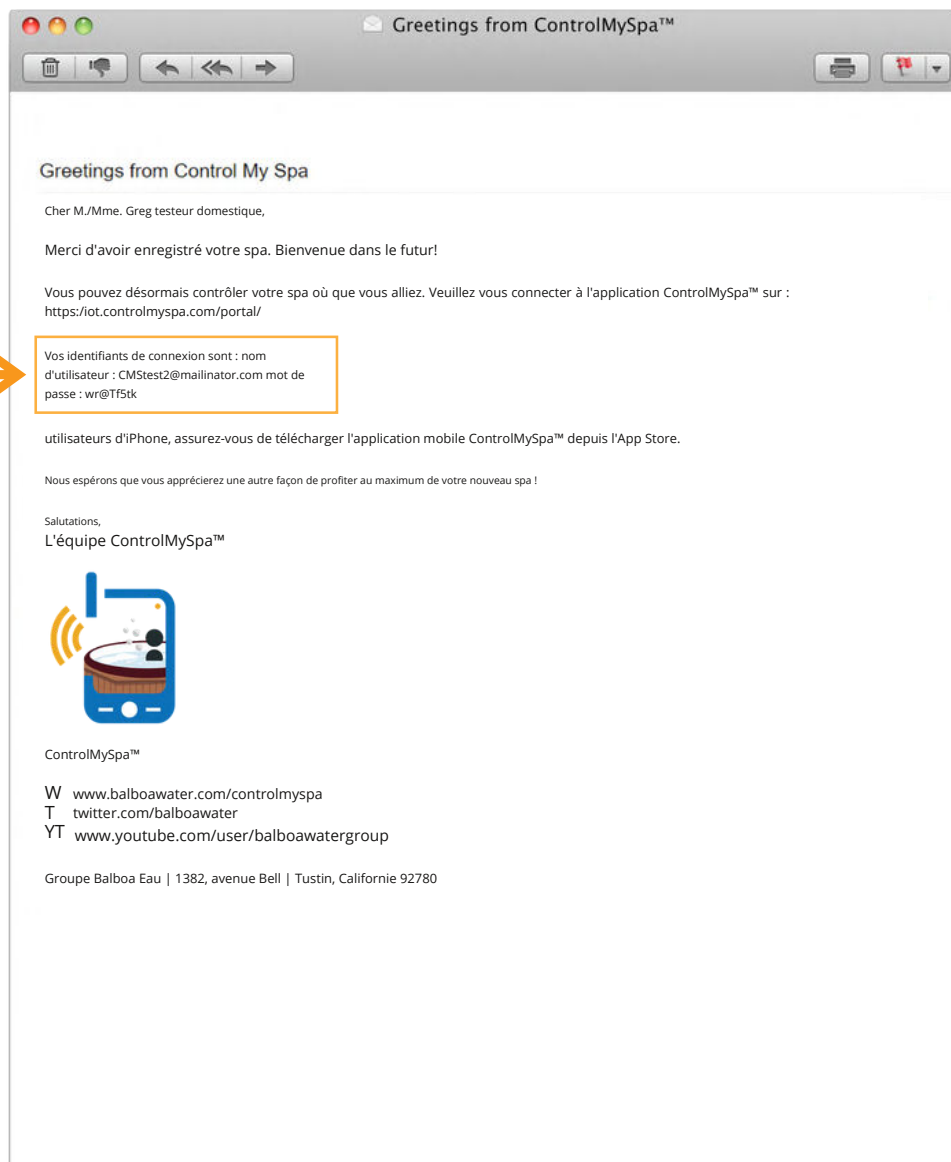 Greetings from ControlMySpa™
Greetings from Control My Spa
Cher M./Mme. Greg testeur domestique,
Merci d'avoir enregistré votre spa. Bienvenue dans le futur!
Vous pouvez désormais contrôler votre spa où que vous alliez. Veuillez vous connecter à l'application ControlMySpa™ sur :
https:/iot.controlmyspa.com/portal/
Vos identifiants de connexion sont : nom
d'utilisateur : CMStest2@mailinator.com mot de
passe : wr@Tf5tk
utilisateurs d'iPhone, assurez-vous de télécharger l'application mobile ControlMySpa™ depuis l'App Store.
Nous espérons que vous apprécierez une autre façon de profiter au maximum de votre nouveau spa !
Salutations,
L'équipe ControlMySpa™
ControlMySpa™
W www.balboawater.com/controlmyspa
T twitter.com/balboawater
YT www.youtube.com/user/balboawatergroup
Groupe Balboa Eau | 1382, avenue Bell | Tustin, Californie 92780